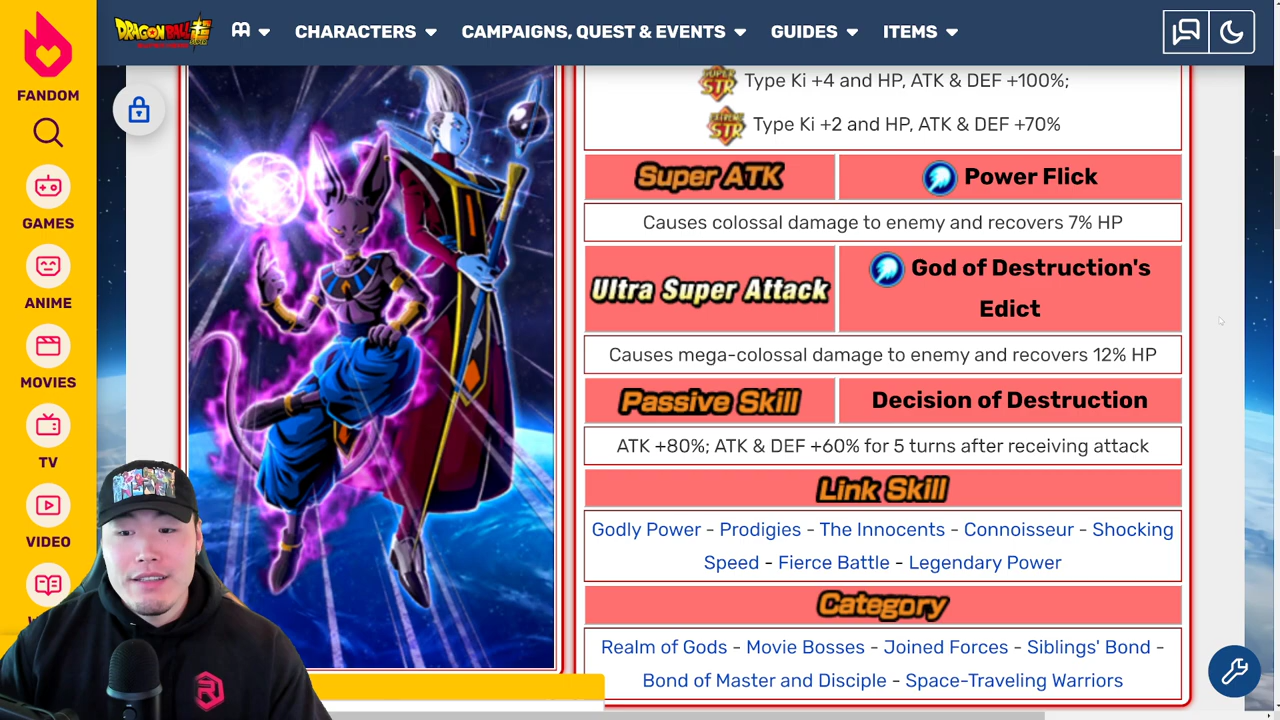 FANDOM
GAMES
ANIME
MOVIES
TV
VIDEO
DRAGONBALL
CHARACTERS
CAMPAIGNS, QUEST & EVENTS
GUIDES
ITEMS
SUPER STR Type Ki +4 and HP, ATK & DEF +100%;
EXTREME STR Type Ki +2 and HP, ATK & DEF +70%
Super ATK
Power Flick
Causes colossal damage to enemy and recovers 7% HP
Ultra Super Attack
God of Destruction's
Edict
Causes mega-colossal damage to enemy and recovers 12% HP
Passive Skill
Decision of Destruction
ATK +80%; ATK & DEF +60% for 5 turns after receiving attack
Link Skill
Godly Power - Prodigies - The Innocents - Connoisseur - Shocking
Speed - Fierce Battle - Legendary Power
Category
Realm of Gods - Movie Bosses - Joined Forces - Siblings' Bond -
Bond of Master and Disciple - Space-Traveling Warriors